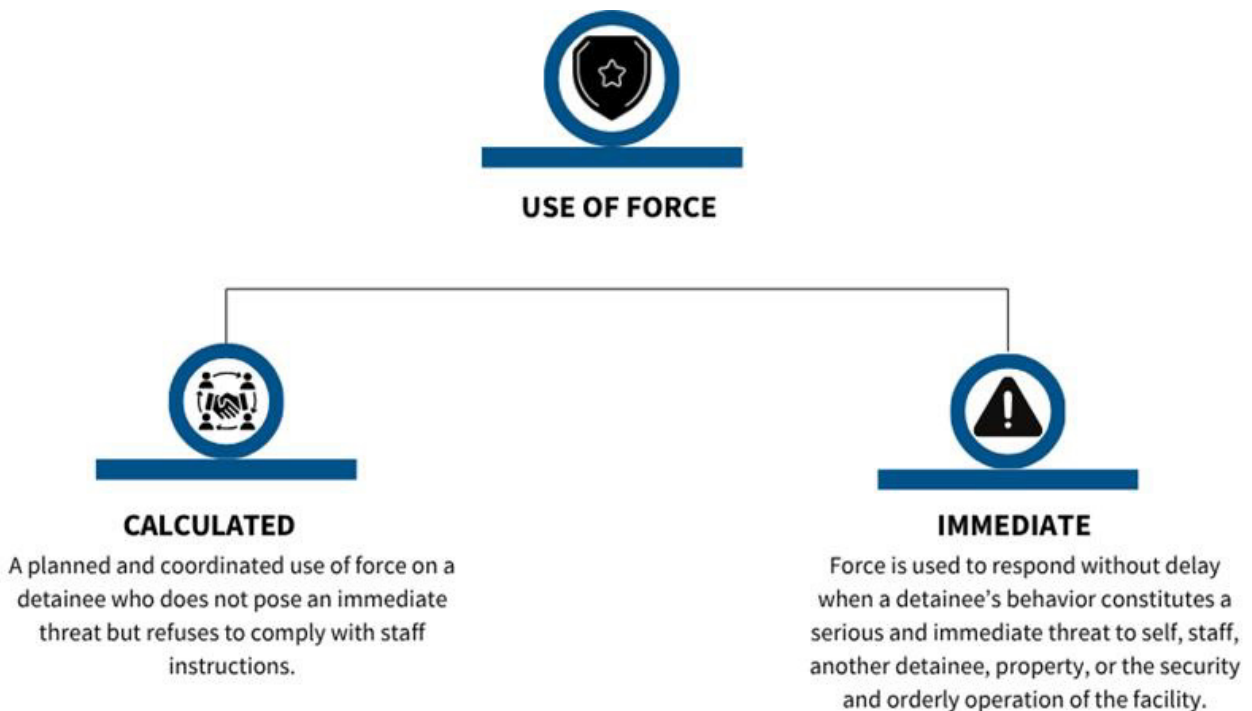 USE OF FORCE
CALCULATED
A planned and coordinated use of force on a
detainee who does not pose an immediate
threat but refuses to comply with staff
instructions.
IMMEDIATE
Force is used to respond without delay
when a detainee’s behavior constitutes a
serious and immediate threat to self, staff,
another detainee, property, or the security
and orderly operation of the facility.